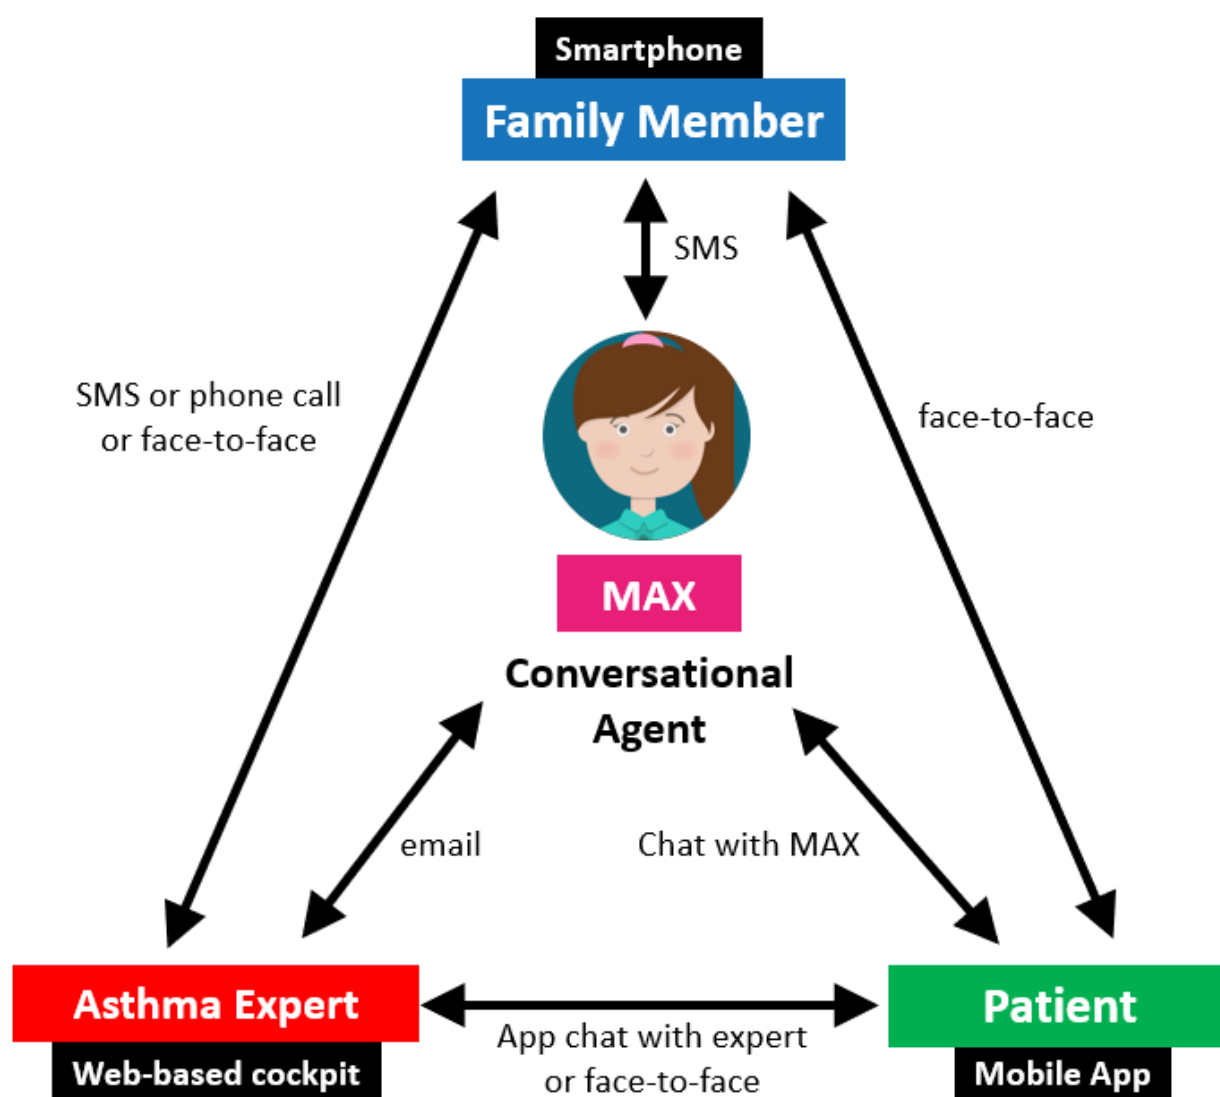 Smartphone
Family Member
SMS
SMS or phone call
or face-to-face
face-to-face
MAX
Conversational
Agent
email
Chat with MAX
Asthma Expert
Web-based cockpit
App chat with expert
or face-to-face
Patient
Mobile App